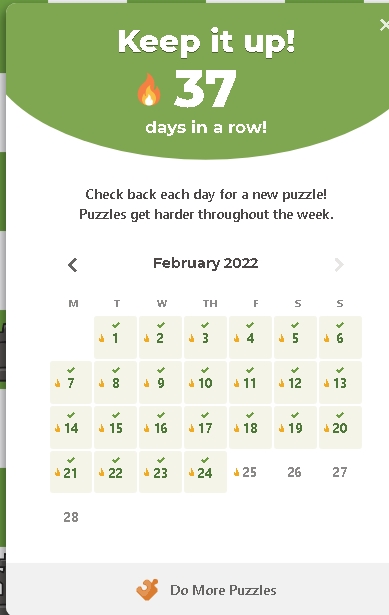 Keep it up!
37
days in a row!
Check back each day for a new puzzle!
Puzzles get harder throughout the week.
February 2022
M T W TH F S S
1 2 3 4 5 6
7 8 9 10 11 12 13
14 15 16 17 18 19 20
21 22 23 24 25 26 27
28
Do More Puzzles